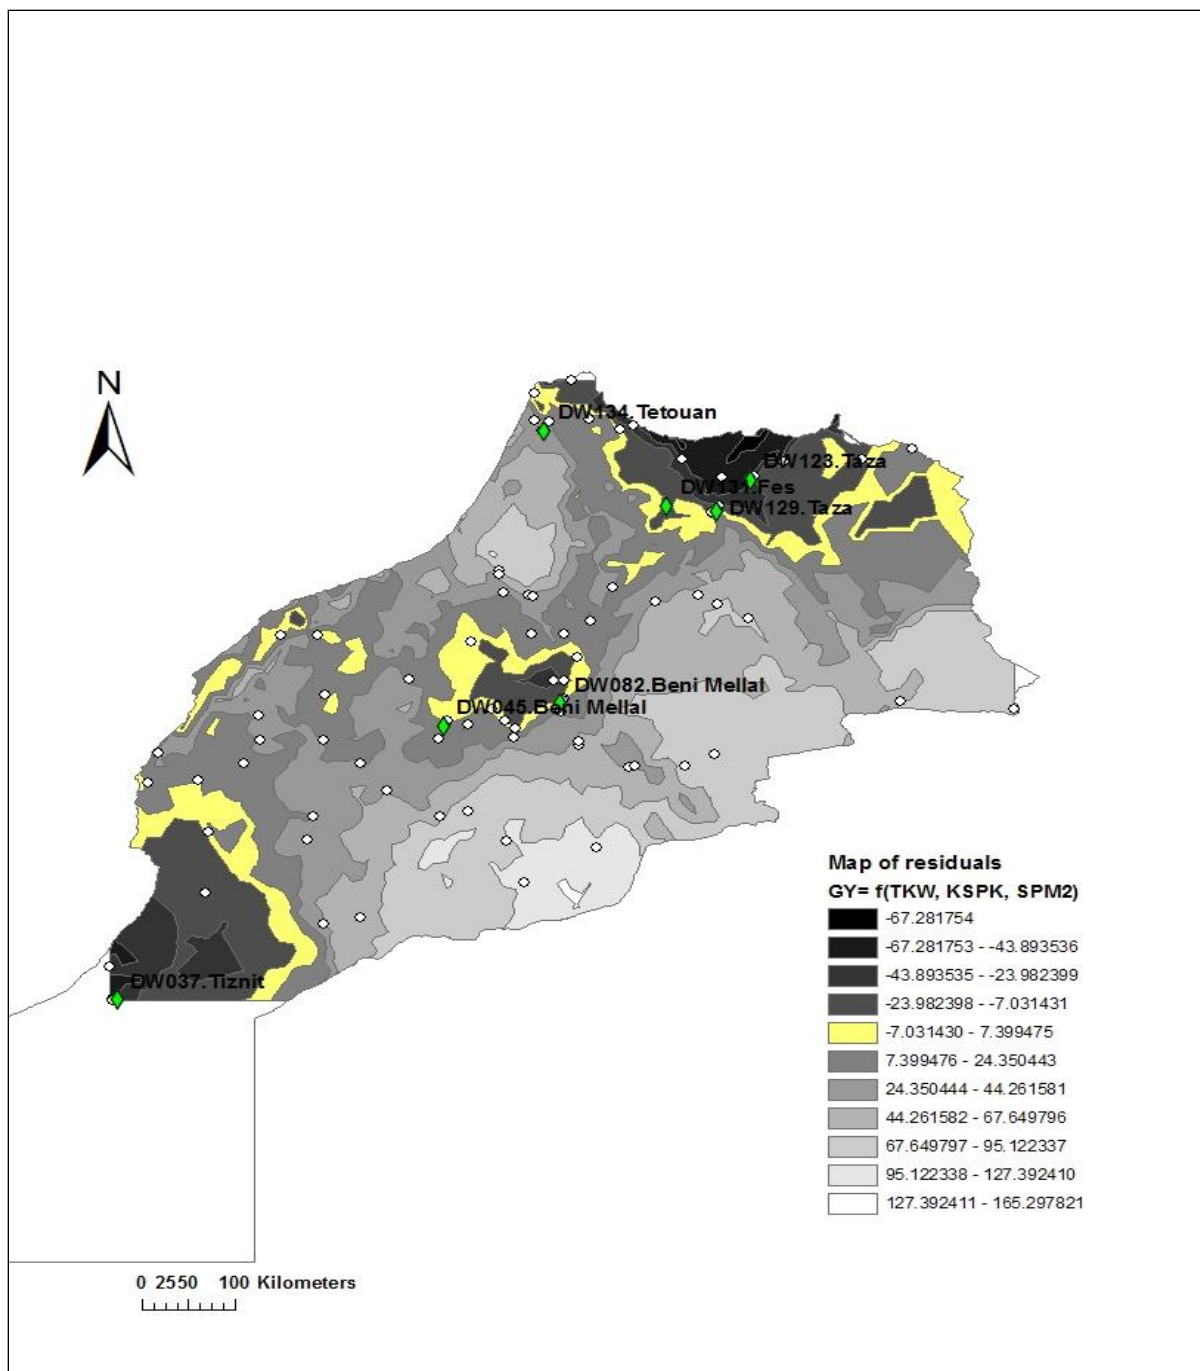 N
DW134.Tetouan
DW123.Taza
DW131.Fes
DW129.Taza
DW082.Beni Mellal
DW045.Beni Mellal
DW037.Tiznit
Map of residuals
GY= f(TKW, KSPK, SPM2)
-67.281754
-67.281753 - -43.893536
-43.893535 - -23.982399
-23.982398 - -7.031431
-7.031430 - 7.399475
7.399476 - 24.350443
24.350444 - 44.261581
44.261582 - 67.649796
67.649797 - 95.122337
95.122338 - 127.392410
127.392411 - 165.297821
0 2550 100 Kilometers